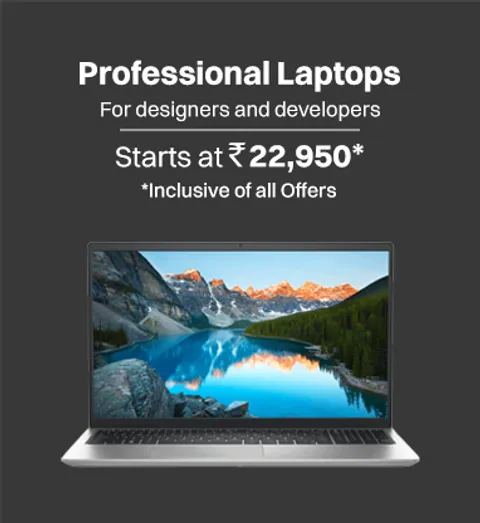 Professional Laptops
For designers and developers
Starts at ₹22,950*
*Inclusive of all Offers